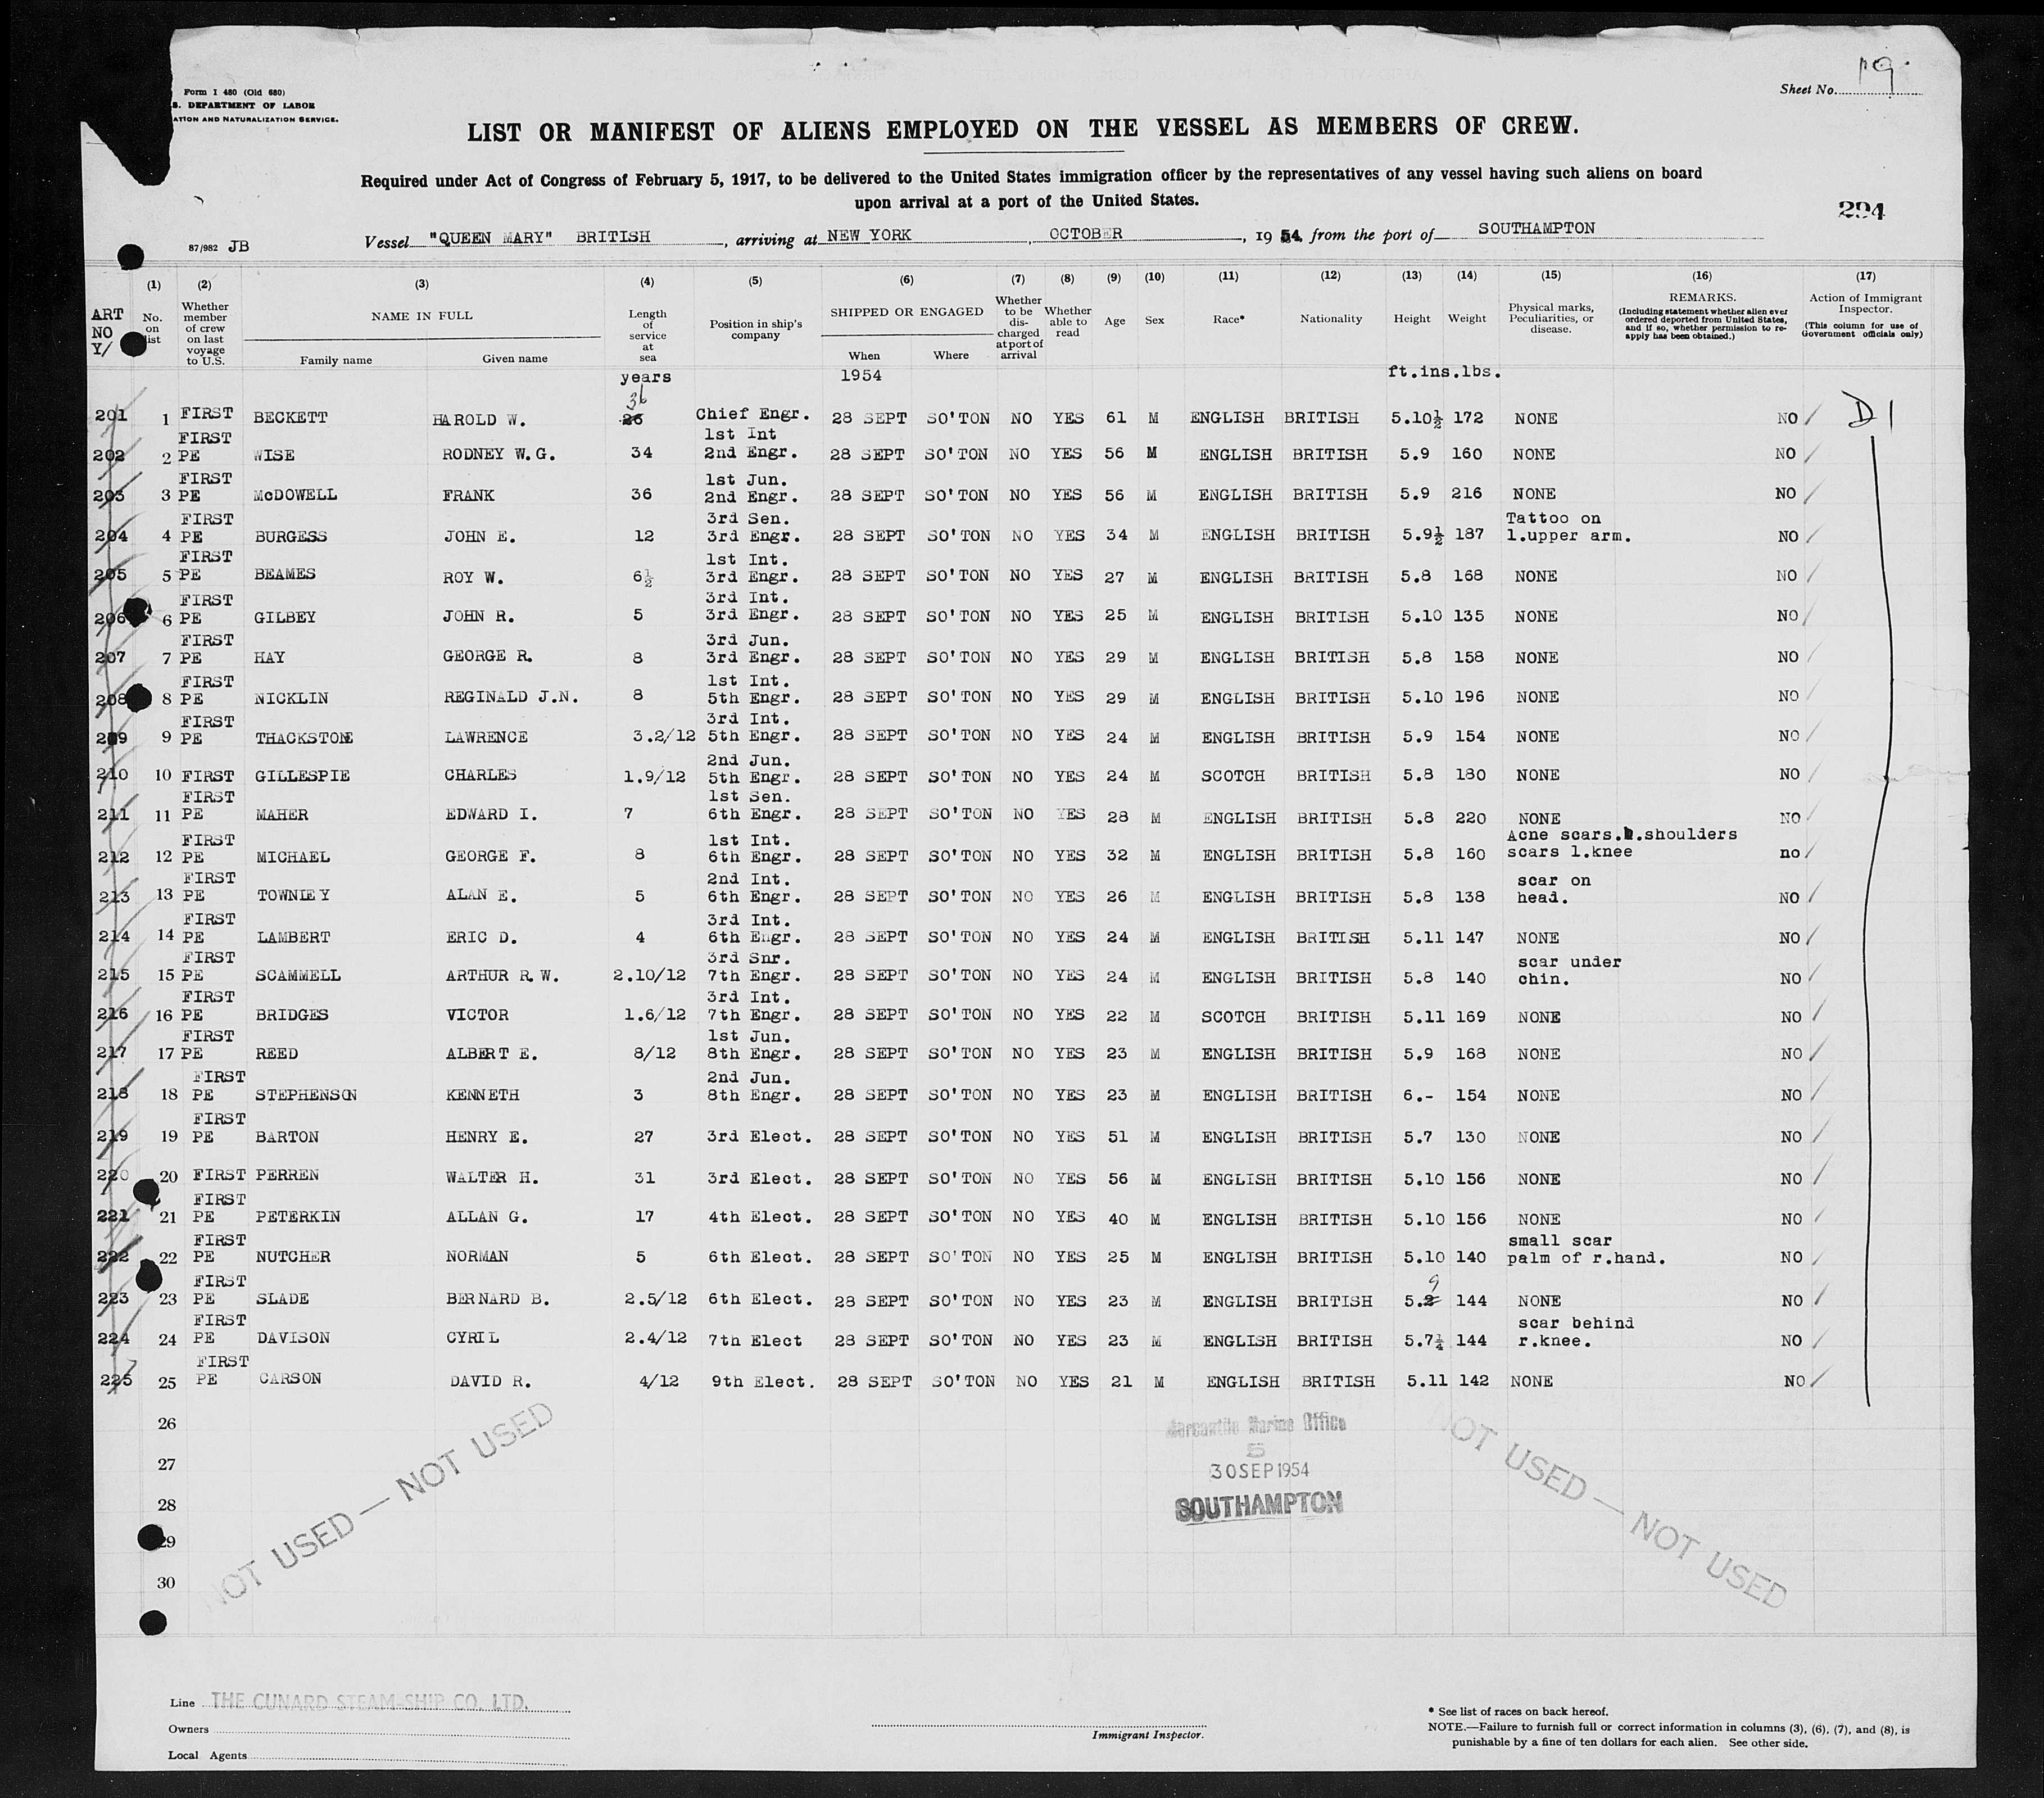 Form I 480 (Old 680)
S. DEPARTMENT OF LABOR
ATION AND NATURALIZATION SERVICE.
Sheet No. 19
LIST OR MANIFEST OF ALIENS EMPLOYED ON THE VESSEL AS MEMBERS OF CREW.
Required under Act of Congress of February 5, 1917, to be delivered to the United States immigration officer by the representatives of any vessel having such aliens on board
upon arrival at a port of the United States.
294
87/982 JB
Vessel "QUEEN MARY" BRITISH, arriving at NEW YORK, OCTOBER, 1954, from the port of SOUTHAMPTON
ART NO Y/
(1) No. on list
(2) Whether member of crew on last voyage to U.S.
(3) NAME IN FULL Family name Given name
(4) Length of service at sea
(5) Position in ship's company
(6) SHIPPED OR ENGAGED When Where
(7) Whether to be discharged at port of arrival
(8) Whether able to read
(9) Age
(10) Sex
(11) Race*
(12) Nationality
(13) Height
(14) Weight
(15) Physical marks, Peculiarities, or disease.
(16) REMARKS. (Including statement whether alien ever ordered deported from United States, and if so, whether permission to re-apply has been obtained.)
(17) Action of Immigrant Inspector. (This column for use of Government officials only)
years 1954 ft.ins.lbs.
201 1 FIRST BECKETT HAROLD W. 26 36 Chief Engr. 28 SEPT SO'TON NO YES 61 M ENGLISH BRITISH 5.10½ 172 NONE NO D1
202 2 FIRST PE WISE RODNEY W.G. 34 1st Int 2nd Engr. 28 SEPT SO'TON NO YES 56 M ENGLISH BRITISH 5.9 160 NONE NO
203 3 FIRST PE McDOWELL FRANK 36 1st Jun. 2nd Engr. 28 SEPT SO'TON NO YES 56 M ENGLISH BRITISH 5.9 216 NONE NO
204 4 FIRST PE BURGESS JOHN E. 12 3rd Sen. 3rd Engr. 28 SEPT SO'TON NO YES 34 M ENGLISH BRITISH 5.9½ 187 Tattoo on l.upper arm. NO
205 5 FIRST PE BEAMES ROY W. 6½ 1st Int. 3rd Engr. 28 SEPT SO'TON NO YES 27 M ENGLISH BRITISH 5.8 168 NONE NO
206 6 FIRST PE GILBEY JOHN R. 5 3rd Int. 3rd Engr. 28 SEPT SO'TON NO YES 25 M ENGLISH BRITISH 5.10 135 NONE NO
207 7 FIRST PE HAY GEORGE R. 8 3rd Jun. 3rd Engr. 28 SEPT SO'TON NO YES 29 M ENGLISH BRITISH 5.8 158 NONE NO
208 8 FIRST PE NICKLIN REGINALD J.N. 8 1st Int. 5th Engr. 28 SEPT SO'TON NO YES 29 M ENGLISH BRITISH 5.10 196 NONE NO
209 9 FIRST PE THACKSTONE LAWRENCE 3.2/12 3rd Int. 5th Engr. 28 SEPT SO'TON NO YES 24 M ENGLISH BRITISH 5.9 154 NONE NO
210 10 FIRST GILLESPIE CHARLES 1.9/12 2nd Jun. 5th Engr. 28 SEPT SO'TON NO YES 24 M SCOTCH BRITISH 5.8 180 NONE NO
211 11 FIRST PE MAHER EDWARD I. 7 1st Sen. 6th Engr. 28 SEPT SO'TON NO YES 28 M ENGLISH BRITISH 5.8 220 NONE NO
212 12 FIRST PE MICHAEL GEORGE F. 8 1st Int. 6th Engr. 28 SEPT SO'TON NO YES 32 M ENGLISH BRITISH 5.8 160 Acne scars. shoulders scars l.knee no
213 13 FIRST PE TOWNLEY ALAN E. 5 2nd Int. 6th Engr. 28 SEPT SO'TON NO YES 26 M ENGLISH BRITISH 5.8 138 scar on head. NO
214 14 FIRST PE LAMBERT ERIC D. 4 3rd Int. 6th Engr. 28 SEPT SO'TON NO YES 24 M ENGLISH BRITISH 5.11 147 NONE NO
215 15 FIRST PE SCAMMELL ARTHUR R.W. 2.10/12 3rd Snr. 7th Engr. 28 SEPT SO'TON NO YES 24 M ENGLISH BRITISH 5.8 140 scar under chin. NO
216 16 FIRST PE BRIDGES VICTOR 1.6/12 3rd Int. 7th Engr. 28 SEPT SO'TON NO YES 22 M SCOTCH BRITISH 5.11 169 NONE NO
217 17 FIRST PE REED ALBERT E. 8/12 1st Jun. 8th Engr. 28 SEPT SO'TON NO YES 23 M ENGLISH BRITISH 5.9 168 NONE NO
218 18 FIRST PE STEPHENSON KENNETH 3 2nd Jun. 8th Engr. 28 SEPT SO'TON NO YES 23 M ENGLISH BRITISH 6.- 154 NONE NO
219 19 FIRST PE BARTON HENRY E. 27 3rd Elect. 28 SEPT SO'TON NO YES 51 M ENGLISH BRITISH 5.7 130 NONE NO
220 20 FIRST PERREN WALTER H. 31 3rd Elect. 28 SEPT SO'TON NO YES 56 M ENGLISH BRITISH 5.10 156 NONE NO
221 21 FIRST PE PETERKIN ALLAN G. 17 4th Elect. 28 SEPT SO'TON NO YES 40 M ENGLISH BRITISH 5.10 156 NONE NO
222 22 FIRST PE NUTCHER NORMAN 5 6th Elect. 28 SEPT SO'TON NO YES 25 M ENGLISH BRITISH 5.10 140 small scar palm of r.hand. NO
223 23 FIRST PE SLADE BERNARD B. 2.5/12 6th Elect. 28 SEPT SO'TON NO YES 23 M ENGLISH BRITISH 5.9 144 NONE NO
224 24 FIRST PE DAVISON CYRIL 2.4/12 7th Elect 28 SEPT SO'TON NO YES 23 M ENGLISH BRITISH 5.7¼ 144 scar behind r.knee. NO
225 25 FIRST PE CARSON DAVID R. 4/12 9th Elect. 28 SEPT SO'TON NO YES 21 M ENGLISH BRITISH 5.11 142 NONE NO
26
27
28
29
30
NOT USED — NOT USED
Mercantile Marine Office
5
30 SEP 1954
SOUTHAMPTON
NOT USED — NOT USED
Line THE CUNARD STEAM-SHIP CO. LTD.
Owners
Local Agents
Immigrant Inspector.
* See list of races on back hereof.
NOTE.—Failure to furnish full or correct information in columns (3), (6), (7), and (8), is
punishable by a fine of ten dollars for each alien. See other side.